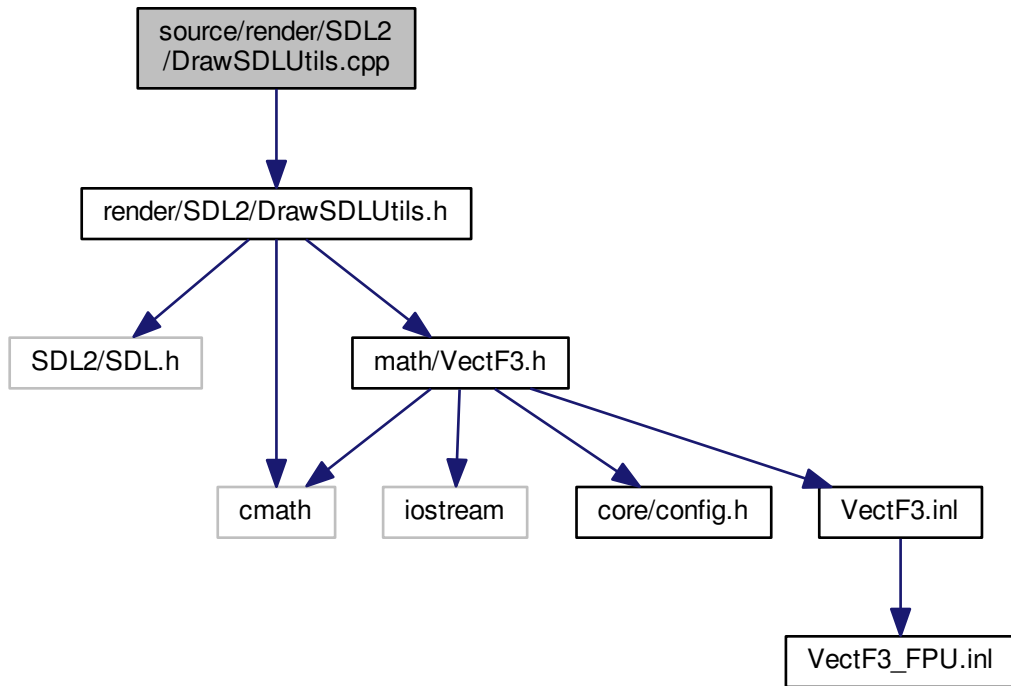 source/render/SDL2
/DrawSDLUtils.cpp
render/SDL2/DrawSDLUtils.h
SDL2/SDL.h
math/VectF3.h
cmath
iostream
core/config.h
VectF3.inl
VectF3_FPU.inl